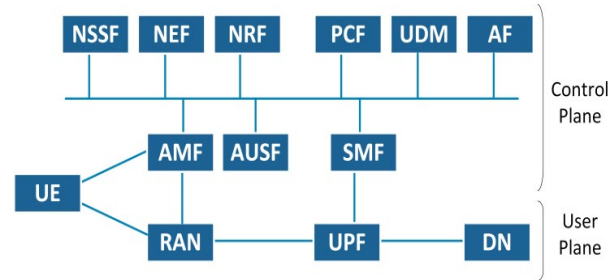 NSSF NEF NRF PCF UDM AF
Control
Plane
AMF AUSF SMF
UE
RAN UPF DN
User
Plane